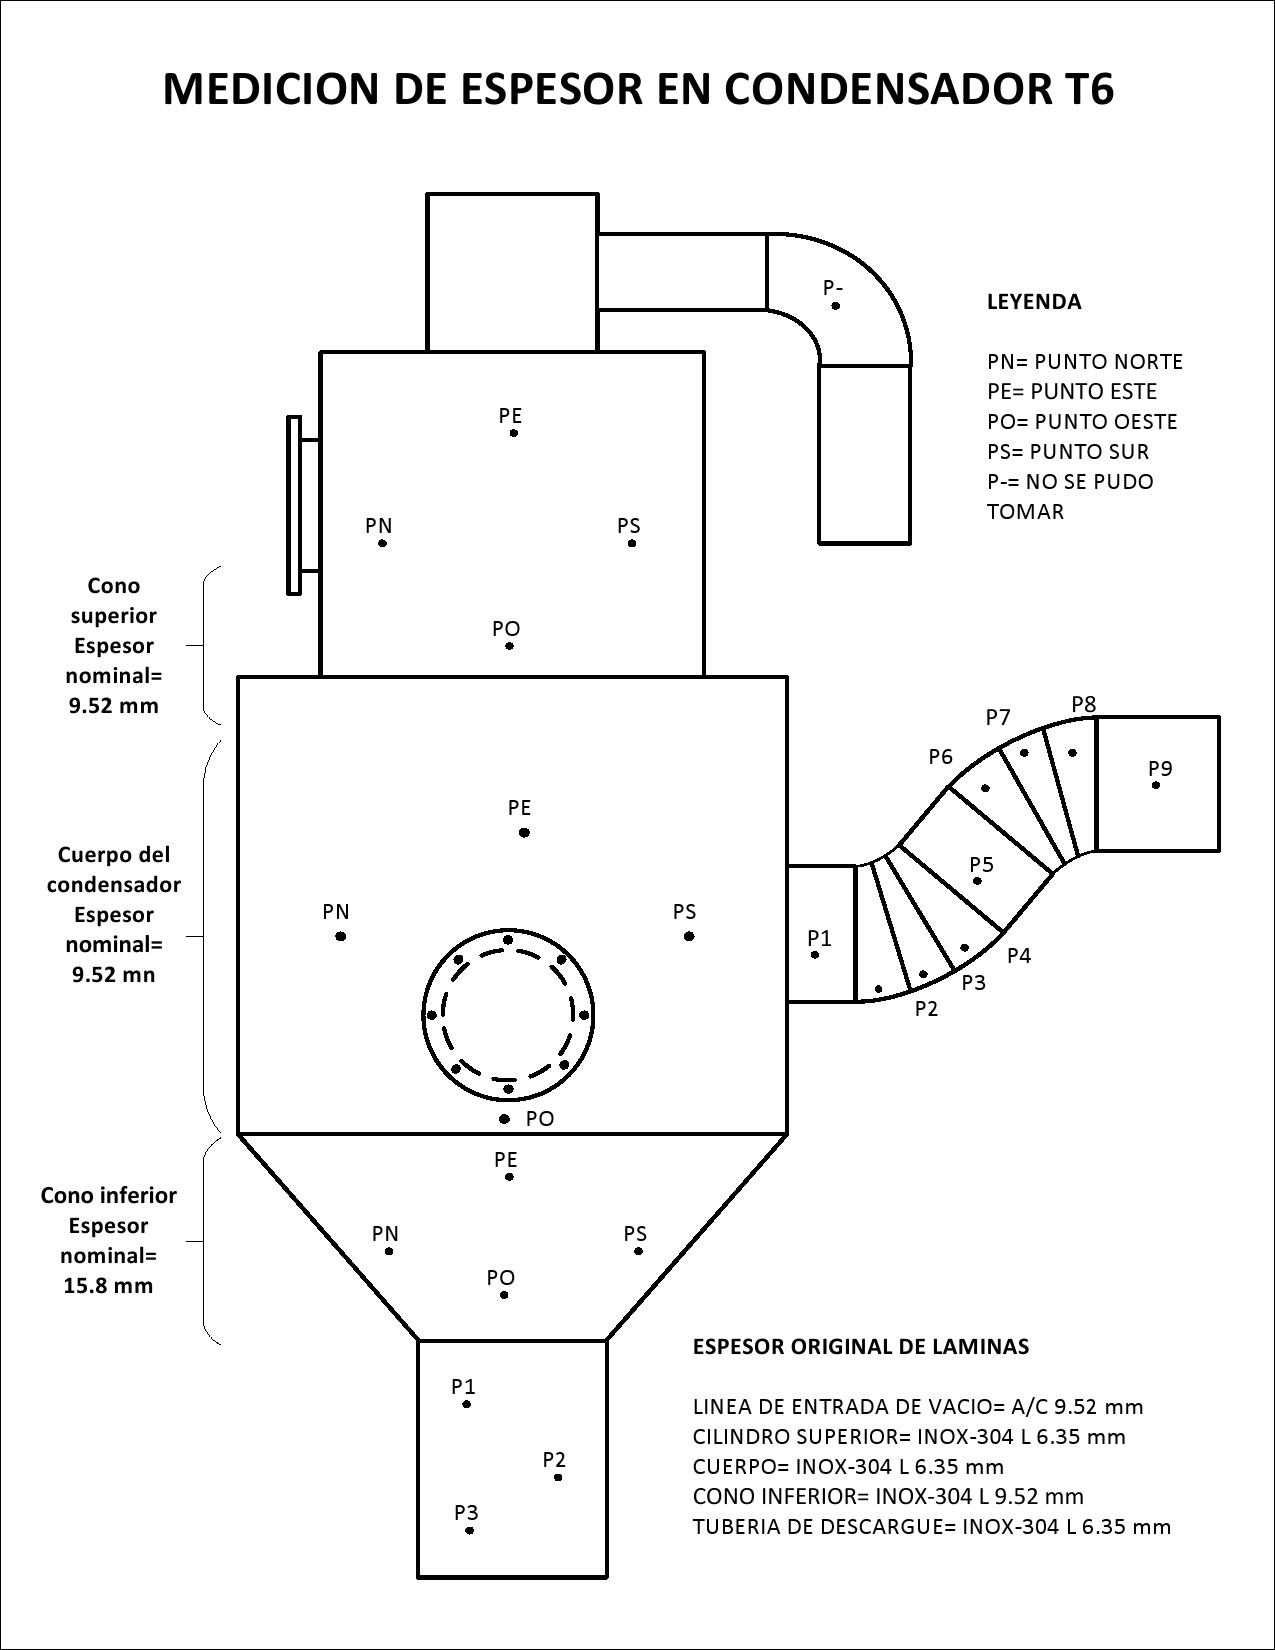 MEDICION DE ESPESOR EN CONDENSADOR T6
P-
LEYENDA
PN= PUNTO NORTE
PE= PUNTO ESTE
PO= PUNTO OESTE
PS= PUNTO SUR
P-= NO SE PUDO
TOMAR
PE
PN
PS
PO
Cono
superior
Espesor
nominal=
9.52 mm
Cuerpo del
condensador
Espesor
nominal=
9.52 mn
PE
PN
PS
PO
P1
P2
P3
P4
P5
P6
P7
P8
P9
Cono inferior
Espesor
nominal=
15.8 mm
PE
PN
PS
PO
P1
P2
P3
ESPESOR ORIGINAL DE LAMINAS
LINEA DE ENTRADA DE VACIO= A/C 9.52 mm
CILINDRO SUPERIOR= INOX-304 L 6.35 mm
CUERPO= INOX-304 L 6.35 mm
CONO INFERIOR= INOX-304 L 9.52 mm
TUBERIA DE DESCARGUE= INOX-304 L 6.35 mm